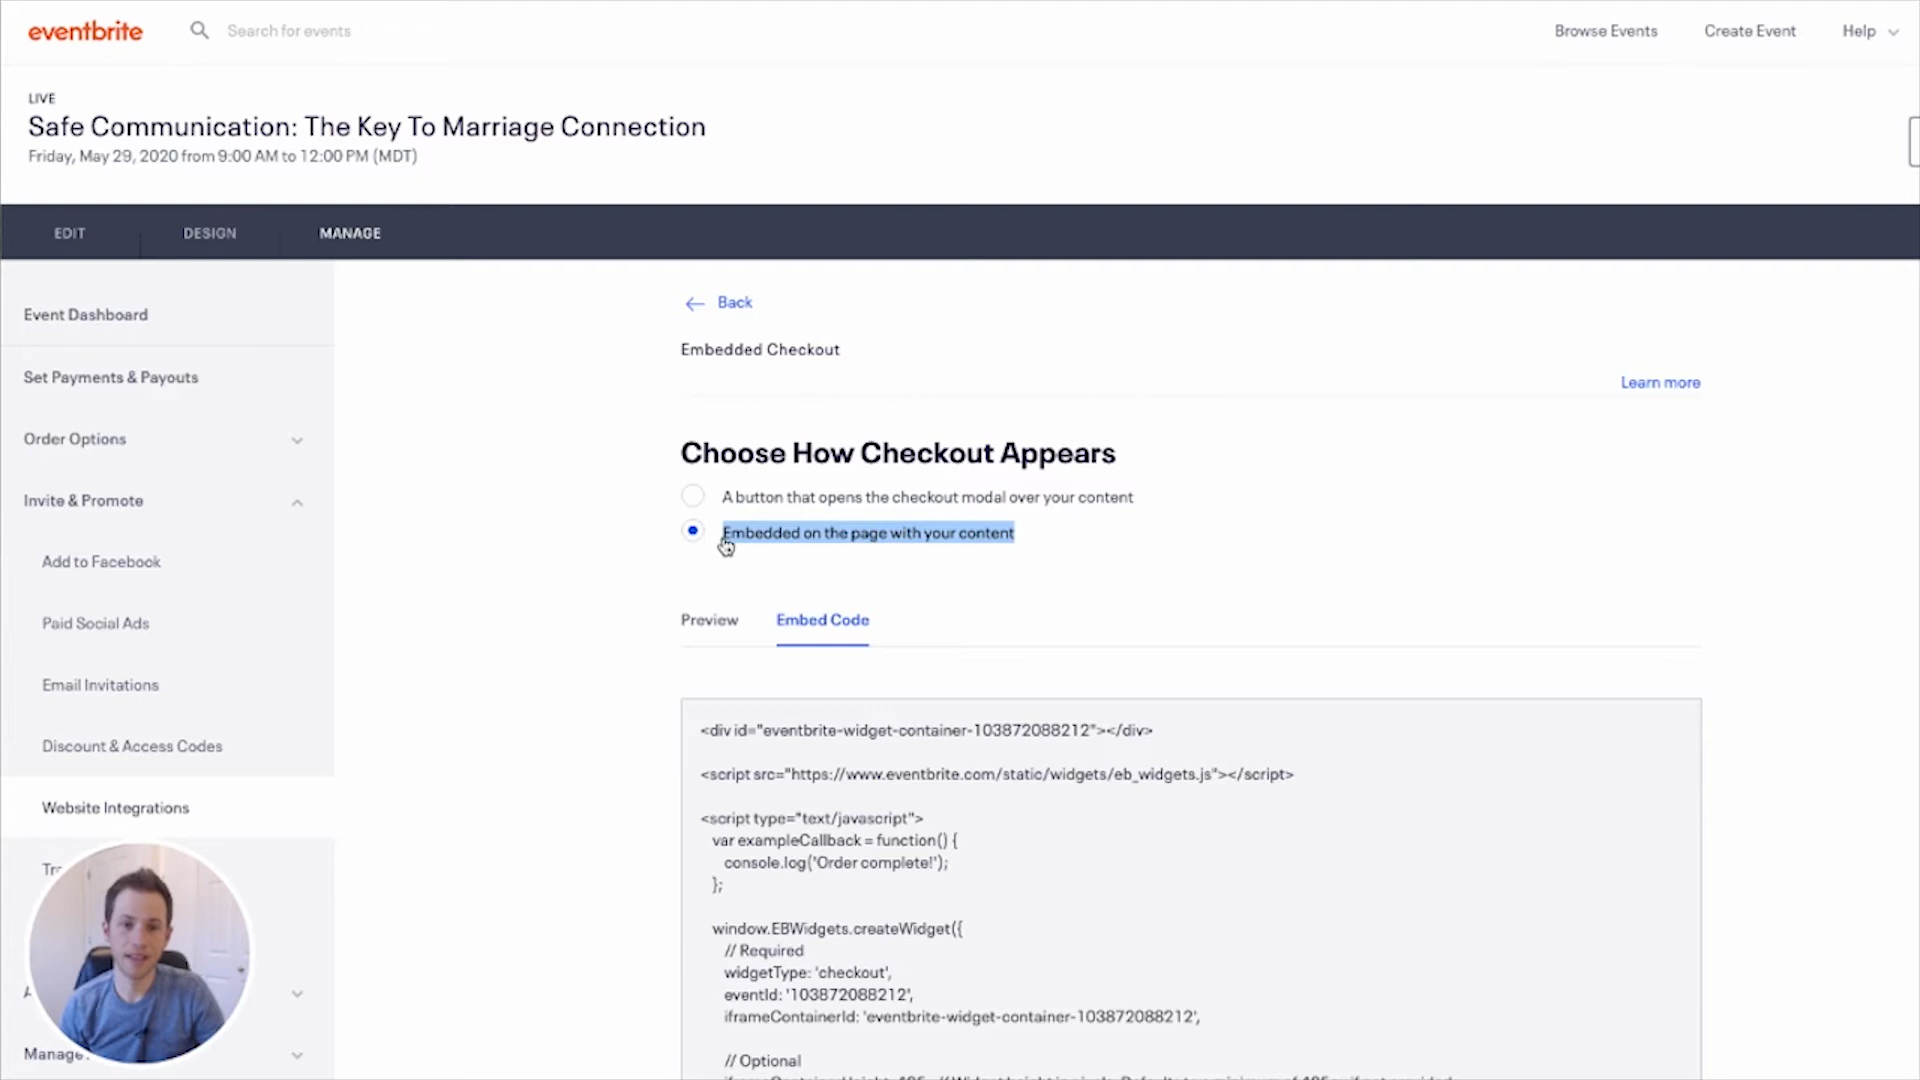 eventbrite
Search for events
Browse Events
Create Event
Help
LIVE
Safe Communication: The Key To Marriage Connection
Friday, May 29, 2020 from 9:00 AM to 12:00 PM (MDT)
EDIT
DESIGN
MANAGE
Event Dashboard
Set Payments & Payouts
Order Options
Invite & Promote
Add to Facebook
Paid Social Ads
Email Invitations
Discount & Access Codes
Website Integrations
Manage
Back
Embedded Checkout
Learn more
Choose How Checkout Appears
A button that opens the checkout modal over your content
Embedded on the page with your content
Preview
Embed Code
<div id="eventbrite-widget-container-103872088212"></div>
<script src="https://www.eventbrite.com/static/widgets/eb_widgets.js"></script>
<script type="text/javascript">
var exampleCallback = function() {
console.log('Order complete!');
};
window.EBWidgets.createWidget({
// Required
widgetType: 'checkout',
eventId: '103872088212',
iframeContainerId: 'eventbrite-widget-container-103872088212',
// Optional